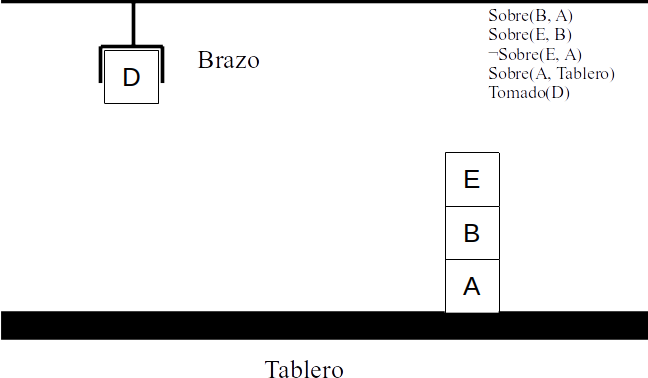 Sobre(B, A)
Sobre(E, B)
¬Sobre(E, A)
Sobre(A, Tablero)
Tomado(D)
Brazo
D
E
B
A
Tablero